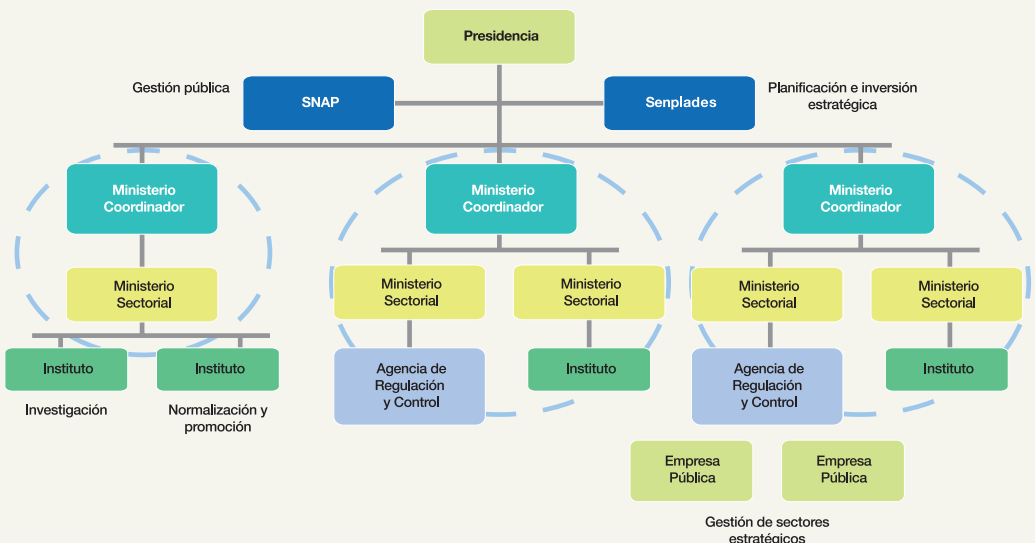 Presidencia
Gestión pública
SNAP
Senplades
Planificación e inversión
estratégica
Ministerio
Coordinador
Ministerio
Coordinador
Ministerio
Coordinador
Ministerio
Sectorial
Ministerio
Sectorial
Ministerio
Sectorial
Ministerio
Sectorial
Ministerio
Sectorial
Instituto
Instituto
Agencia de
Regulación
y Control
Instituto
Agencia de
Regulación
y Control
Instituto
Investigación
Normalización y
promoción
Empresa
Pública
Empresa
Pública
Gestión de sectores
estratégicos